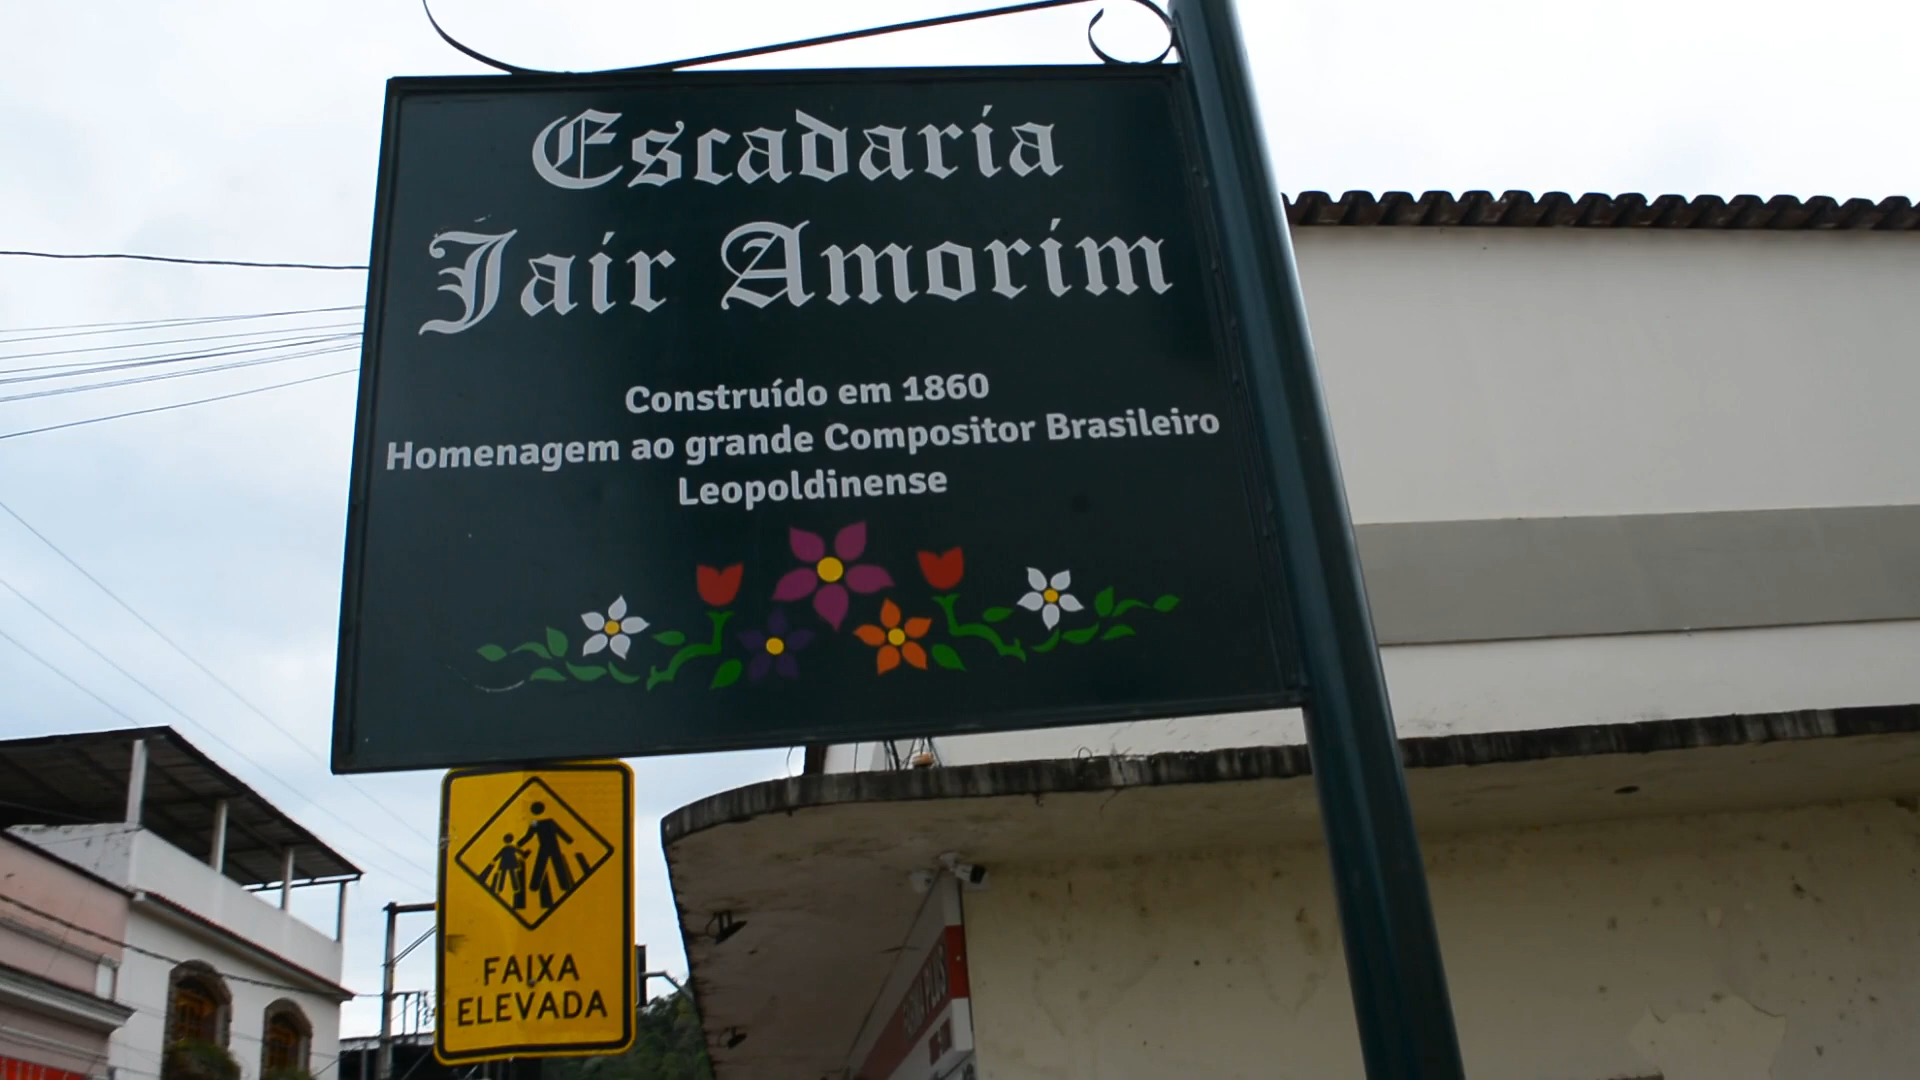 Escadaria
Jair Amorim
Construído em 1860
Homenagem ao grande Compositor Brasileiro
Leopoldinense
FAIXA
ELEVADA